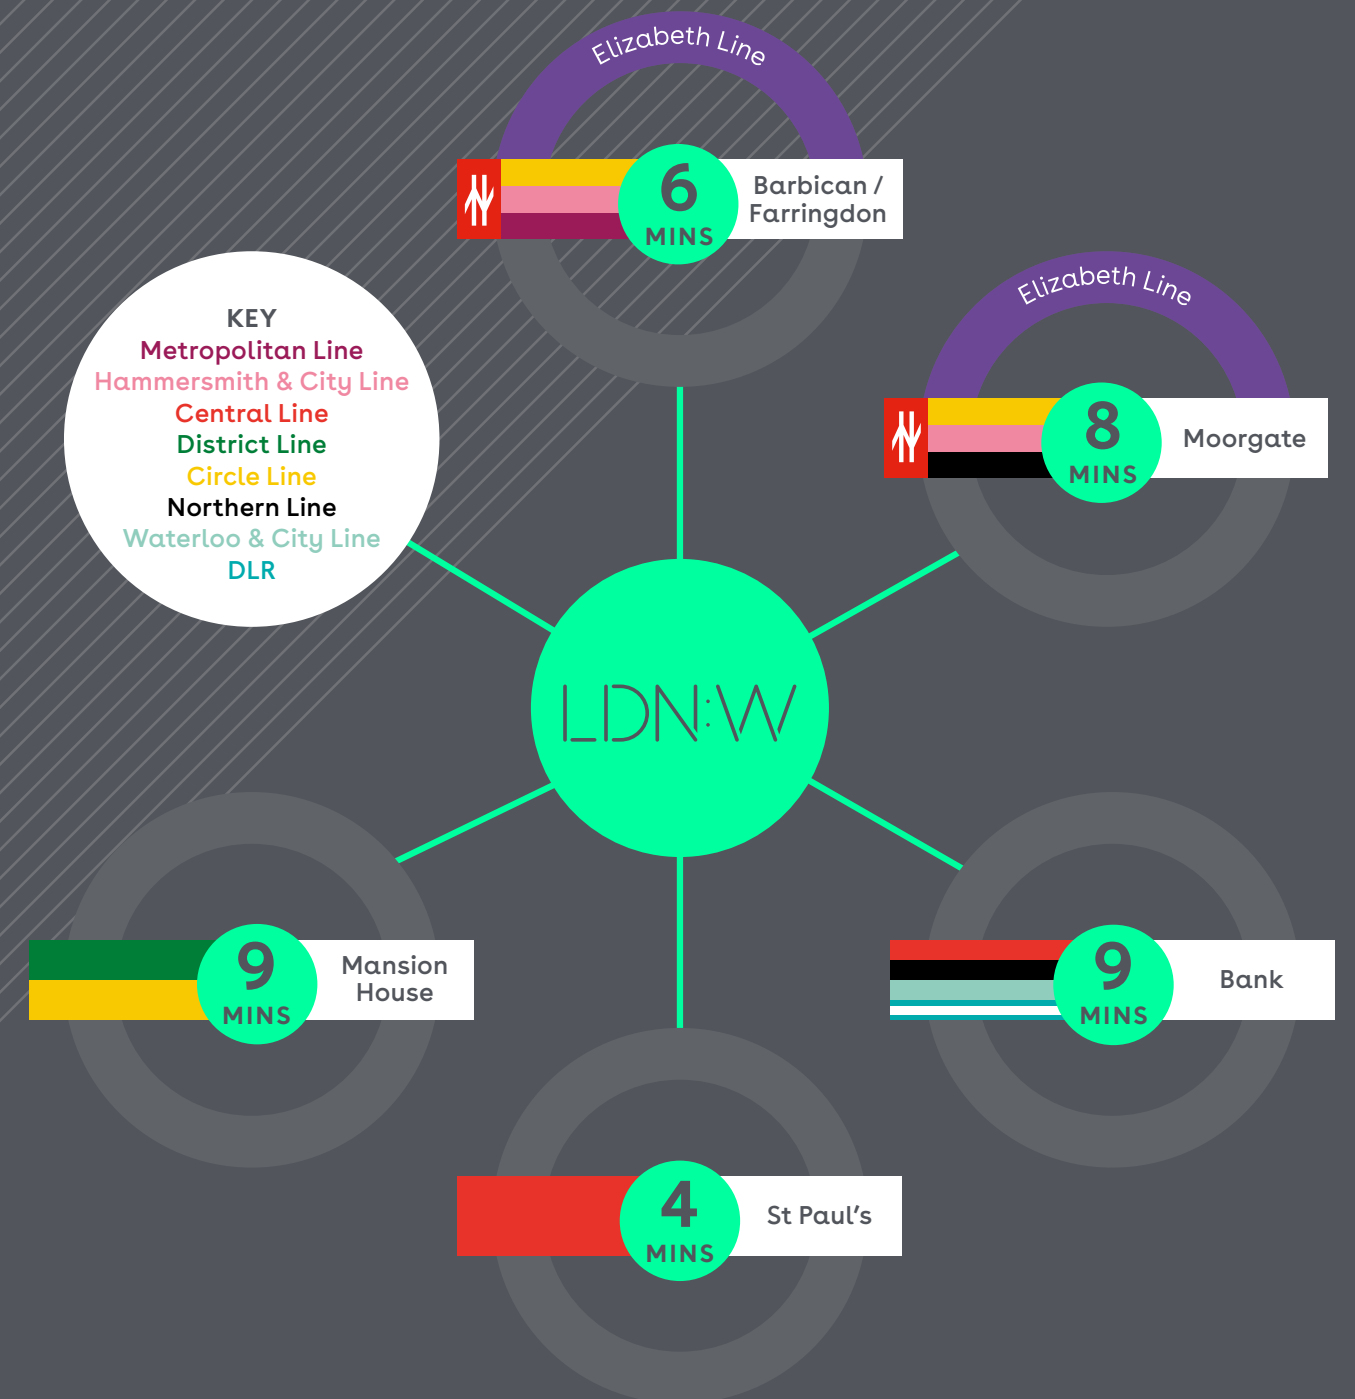 Elizabeth Line
6
MINS
Barbican /
Farringdon
Elizabeth Line
8
MINS
Moorgate
KEY
Metropolitan Line
Hammersmith & City Line
Central Line
District Line
Circle Line
Northern Line
Waterloo & City Line
DLR
LDN:W
9
MINS
Mansion
House
9
MINS
Bank
4
MINS
St Paul’s